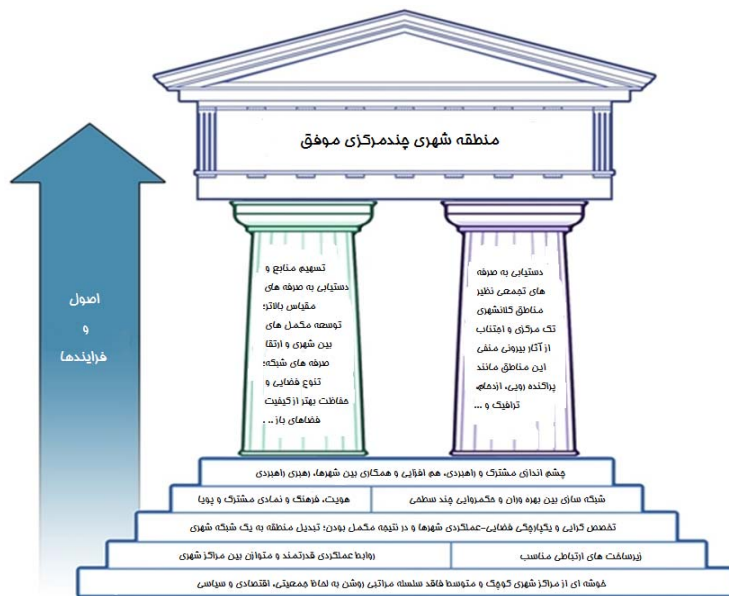 منطقه شهری چندمرکزی موفق
دستیابی به صرفه
های تجمعی نظیر
مناطق کلانشهری
تک مرکزی و اجتناب
از آثار بیرونی منفی
این مناطق مانند
پراکنده رویی، ازدحام،
ترافیک و ...
تسهیم منابع و
دستیابی به صرفه های
مقیاس بالاتر؛
توسعه مکمل های
بین شهری و ارتقا
صرفه های شبکه؛
تنوع فضایی و
حفاظت بهتر از کیفیت
فضاهای باز .. .
اصول
و
فرایندها
چشم اندازی مشترک و راهبردی، هم افزایی و همکاری بین شهرها، رهبری راهبردی
شبکه سازی بین بهره وران و حکمروایی چند سطحی
هویت، فرهنگ و نمادی مشترک و پویا
تخصص گرایی و یکپارچگی فضایی-عملکردی شهرها و در نتیجه مکمل بودن؛ تبدیل منطقه به یک شبکه شهری
زیرساخت های ارتباطی مناسب
روابط عملکردی قدرتمند و متوازن بین مراکز شهری
خوشه ای از مراکز شهری کوچک و متوسط فاقد سلسله مراتبی روشن به لحاظ جمعیتی، اقتصادی و سیاسی